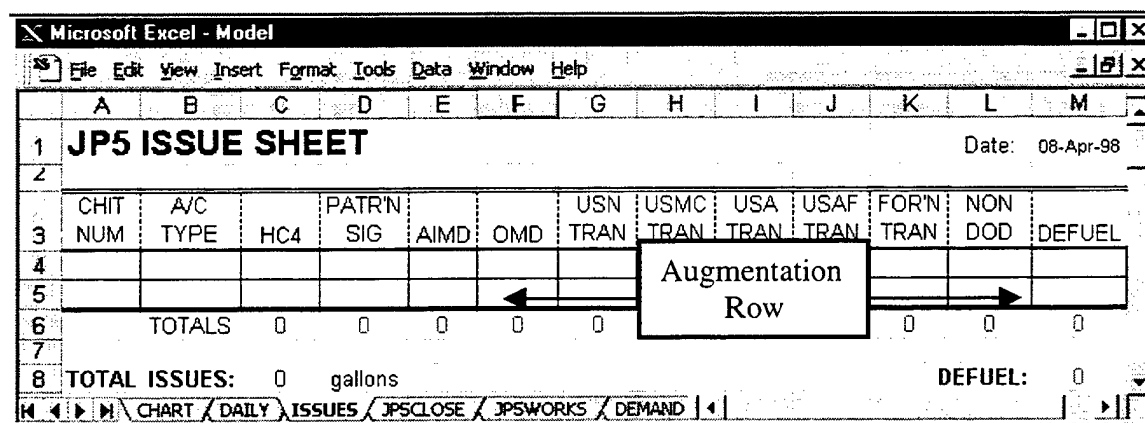 Microsoft Excel - Model
File Edit View Insert Format Tools Data Window Help
A B C D E F G H I J K L M
1 JP5 ISSUE SHEET Date: 08-Apr-98
2
CHIT A/C PATR'N USN USMC USA USAF FOR'N NON
3 NUM TYPE HC4 SIG AIMD OMD TRAN TRAN TRAN TRAN TRAN DOD DEFUEL
4 Augmentation
5 Row
6 TOTALS 0 0 0 0 0 0 0 0
7
8 TOTAL ISSUES: 0 gallons DEFUEL: 0
CHART DAILY ISSUES JP5CLOSE JP5WORKS DEMAND